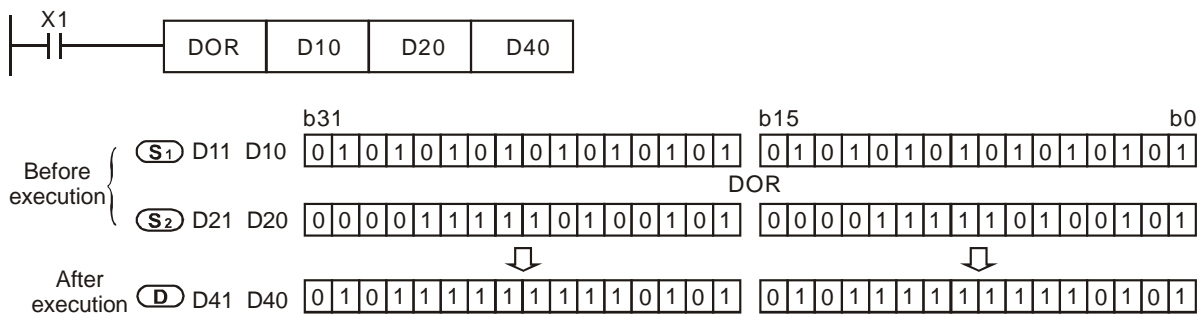 X1
DOR D10 D20 D40
b31 b15 b0
Before execution
S1 D11 D10 0 1 0 1 0 1 0 1 0 1 0 1 0 1 0 1 0 1 0 1 0 1 0 1 0 1 0 1 0 1 0 1
DOR
S2 D21 D20 0 0 0 0 1 1 1 1 1 0 1 0 0 1 0 1 0 0 0 0 1 1 1 1 1 0 1 0 0 1 0 1
After execution
D D41 D40 0 1 0 1 1 1 1 1 1 1 1 1 0 1 0 1 0 1 0 1 1 1 1 1 1 1 1 1 0 1 0 1